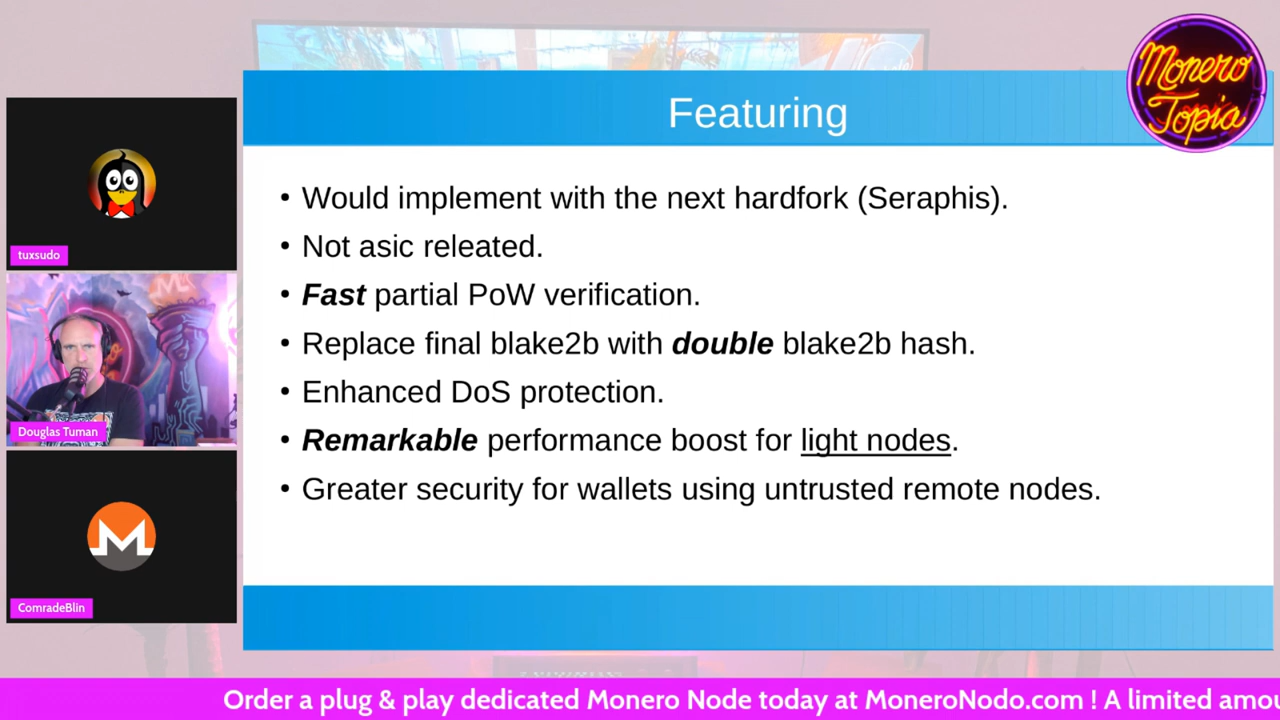 Monero
Topia
Featuring
• Would implement with the next hardfork (Seraphis).
• Not asic releated.
• Fast partial PoW verification.
• Replace final blake2b with double blake2b hash.
• Enhanced DoS protection.
• Remarkable performance boost for light nodes.
• Greater security for wallets using untrusted remote nodes.
tuxsudo
Douglas Tuman
ComradeBlin
Order a plug & play dedicated Monero Node today at MoneroNodo.com ! A limited amou